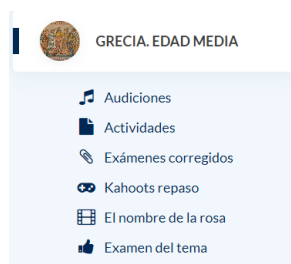 GRECIA. EDAD MEDIA
Audiciones
Actividades
Exámenes corregidos
Kahoots repaso
El nombre de la rosa
Examen del tema